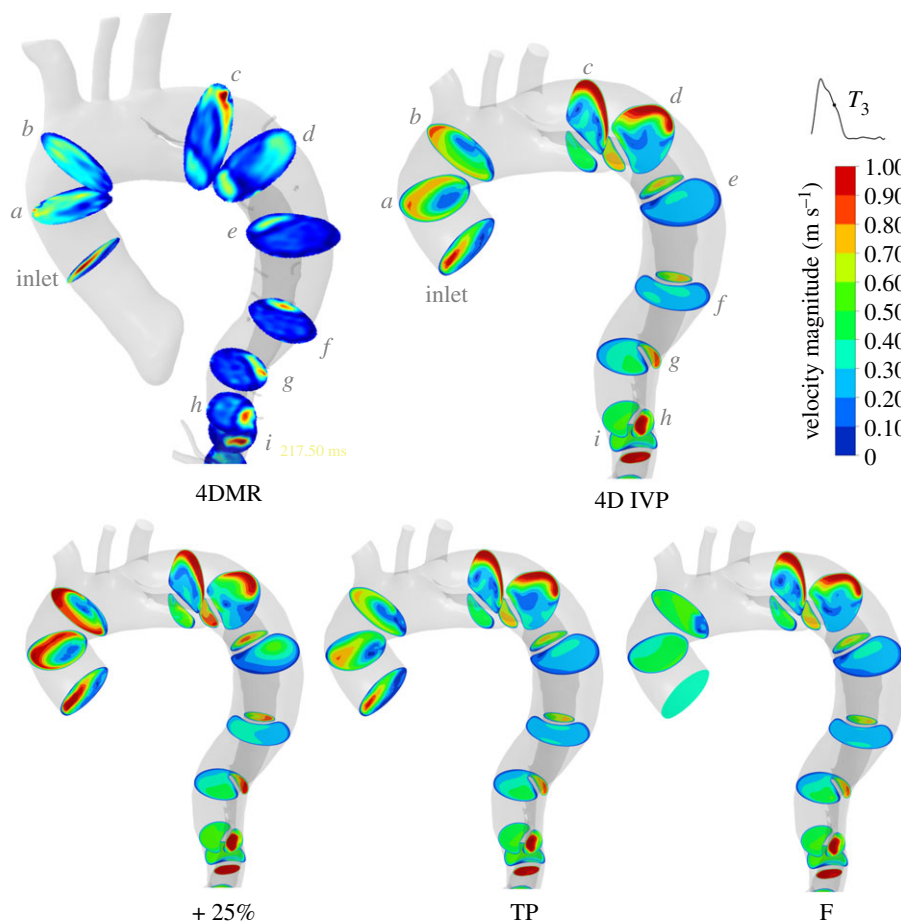 c
b
d
a
e
inlet
f
g
h
i
217.50 ms
4DMR
c
d
b
e
a
inlet
f
g
h
i
4D IVP
T3
velocity magnitude (m s−1)
1.00
0.90
0.80
0.70
0.60
0.50
0.40
0.30
0.20
0.10
0
+ 25%
TP
F